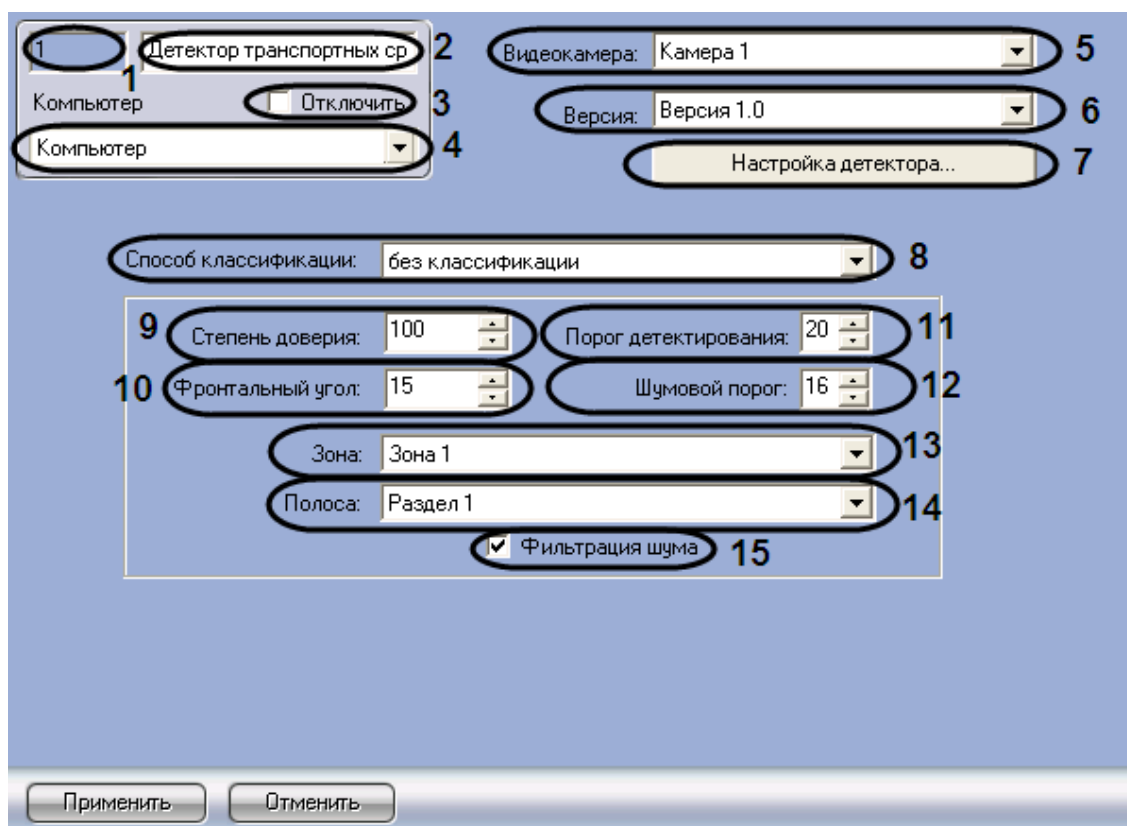 1 Детектор транспортных ср 2
1
Компьютер Отключить 3
Компьютер 4
Видеокамера: Камера 1 5
Версия: Версия 1.0 6
Настройка детектора... 7
Способ классификации: без классификации 8
9 Степень доверия: 100 Порог детектирования: 20 11
10 Фронтальный угол: 15 Шумовой порог: 16 12
Зона: Зона 1 13
Полоса: Раздел 1 14
Фильтрация шума 15
Применить Отменить